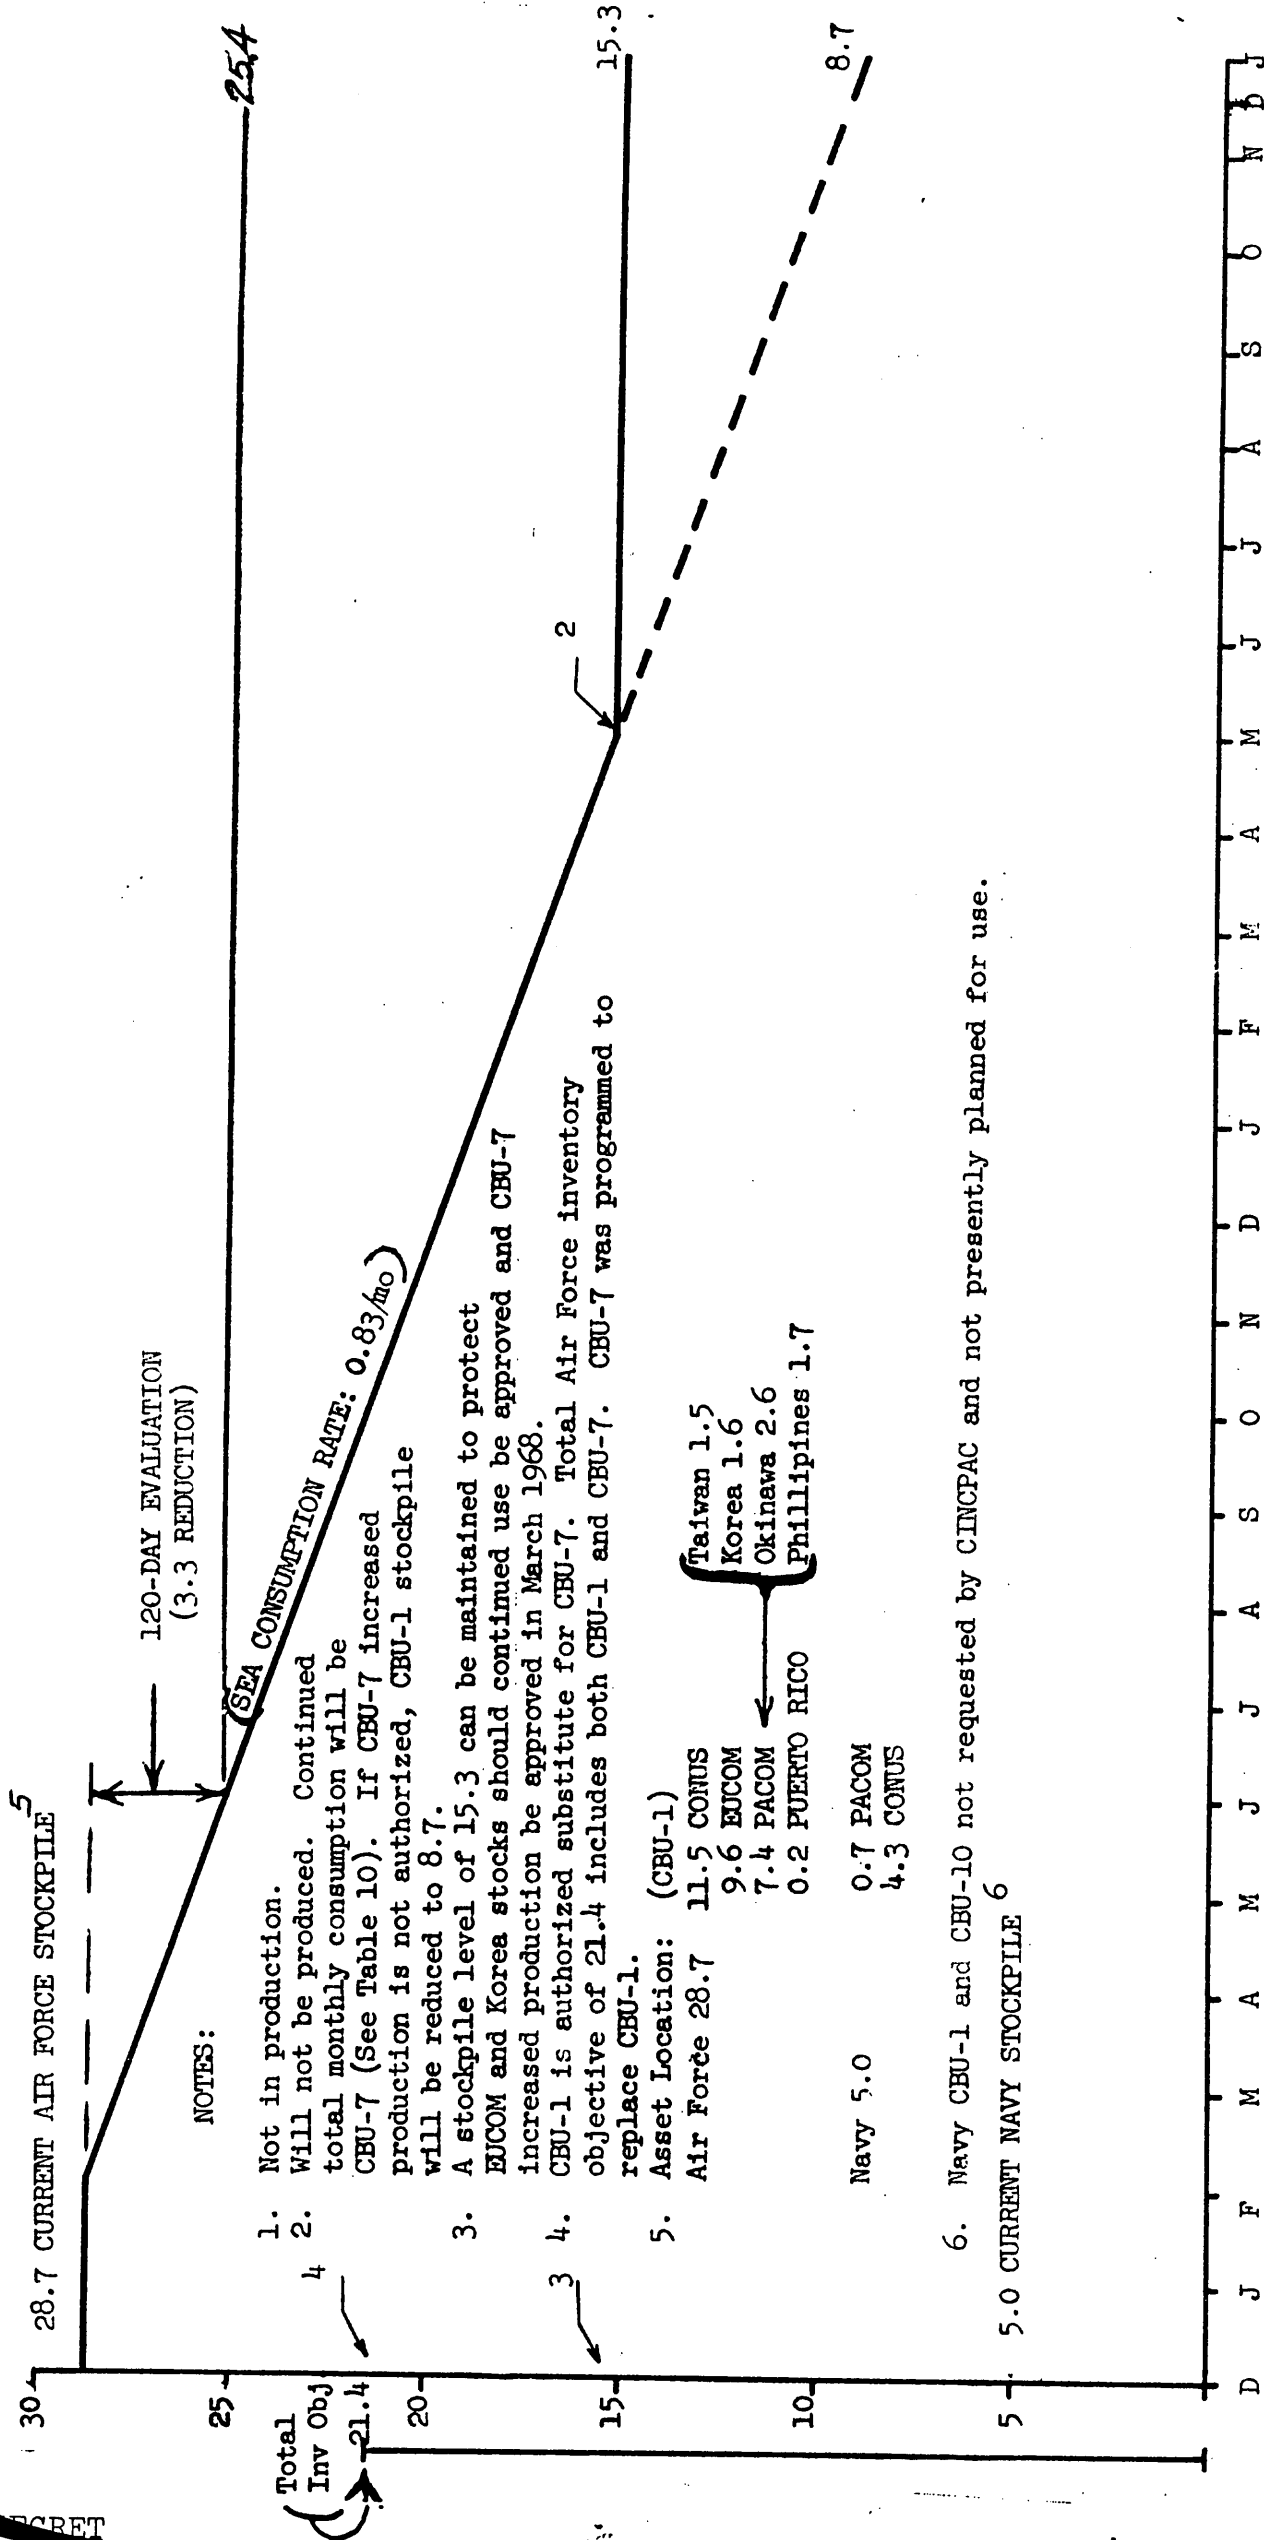 28.7 CURRENT AIR FORCE STOCKPILE 5
120-DAY EVALUATION
(3.3 REDUCTION)
25.4
(SEA CONSUMPTION RATE: 0.83/mo)
15.3
8.7
2
30
25
Total
Inv Obj
21.4
20
15
10
5
4
3
NOTES:
1. Not in production.
2. Will not be produced. Continued
total monthly consumption will be
CBU-7 (See Table 10). If CBU-7 increased
production is not authorized, CBU-1 stockpile
will be reduced to 8.7.
3. A stockpile level of 15.3 can be maintained to protect
EUCOM and Korea stocks should continued use be approved and CBU-7
increased production be approved in March 1968.
4. CBU-1 is authorized substitute for CBU-7. Total Air Force inventory
objective of 21.4 includes both CBU-1 and CBU-7. CBU-7 was programmed to
replace CBU-1.
5. Asset Location: (CBU-1)
Air Force 28.7 11.5 CONUS
9.6 EUCOM
7.4 PACOM
0.2 PUERTO RICO
Taiwan 1.5
Korea 1.6
Okinawa 2.6
Phillipines 1.7
Navy 5.0 0.7 PACOM
4.3 CONUS
6. Navy CBU-1 and CBU-10 not requested by CINCPAC and not presently planned for use.
5.0 CURRENT NAVY STOCKPILE 6
D J F M A M J J A S O N D J F M A M J J A S O N D J